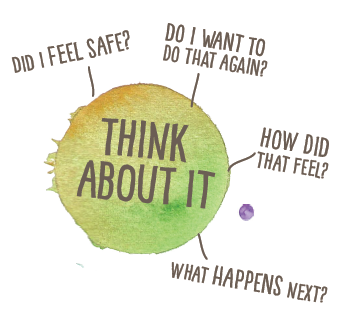 DID I FEEL SAFE?
DO I WANT TO
DO THAT AGAIN?
THINK
ABOUT IT
HOW DID
THAT FEEL?
WHAT HAPPENS NEXT?